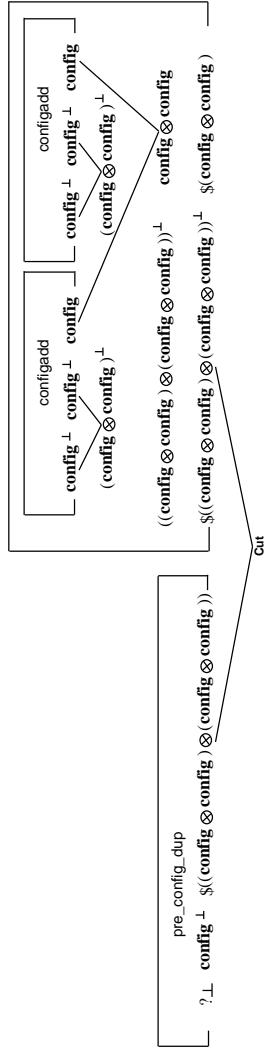 configadd
configadd
config ⊥ config ⊥ config
config ⊥ config ⊥ config
(config ⊗ config )⊥
(config ⊗ config )⊥
((config ⊗ config ) ⊗ (config ⊗ config ))⊥
config ⊗ config
$((config ⊗ config ) ⊗ (config ⊗ config ))⊥
$(config ⊗ config )
pre_config_dup
?⊥ config ⊥ $((config ⊗ config ) ⊗ (config ⊗ config ))
Cut